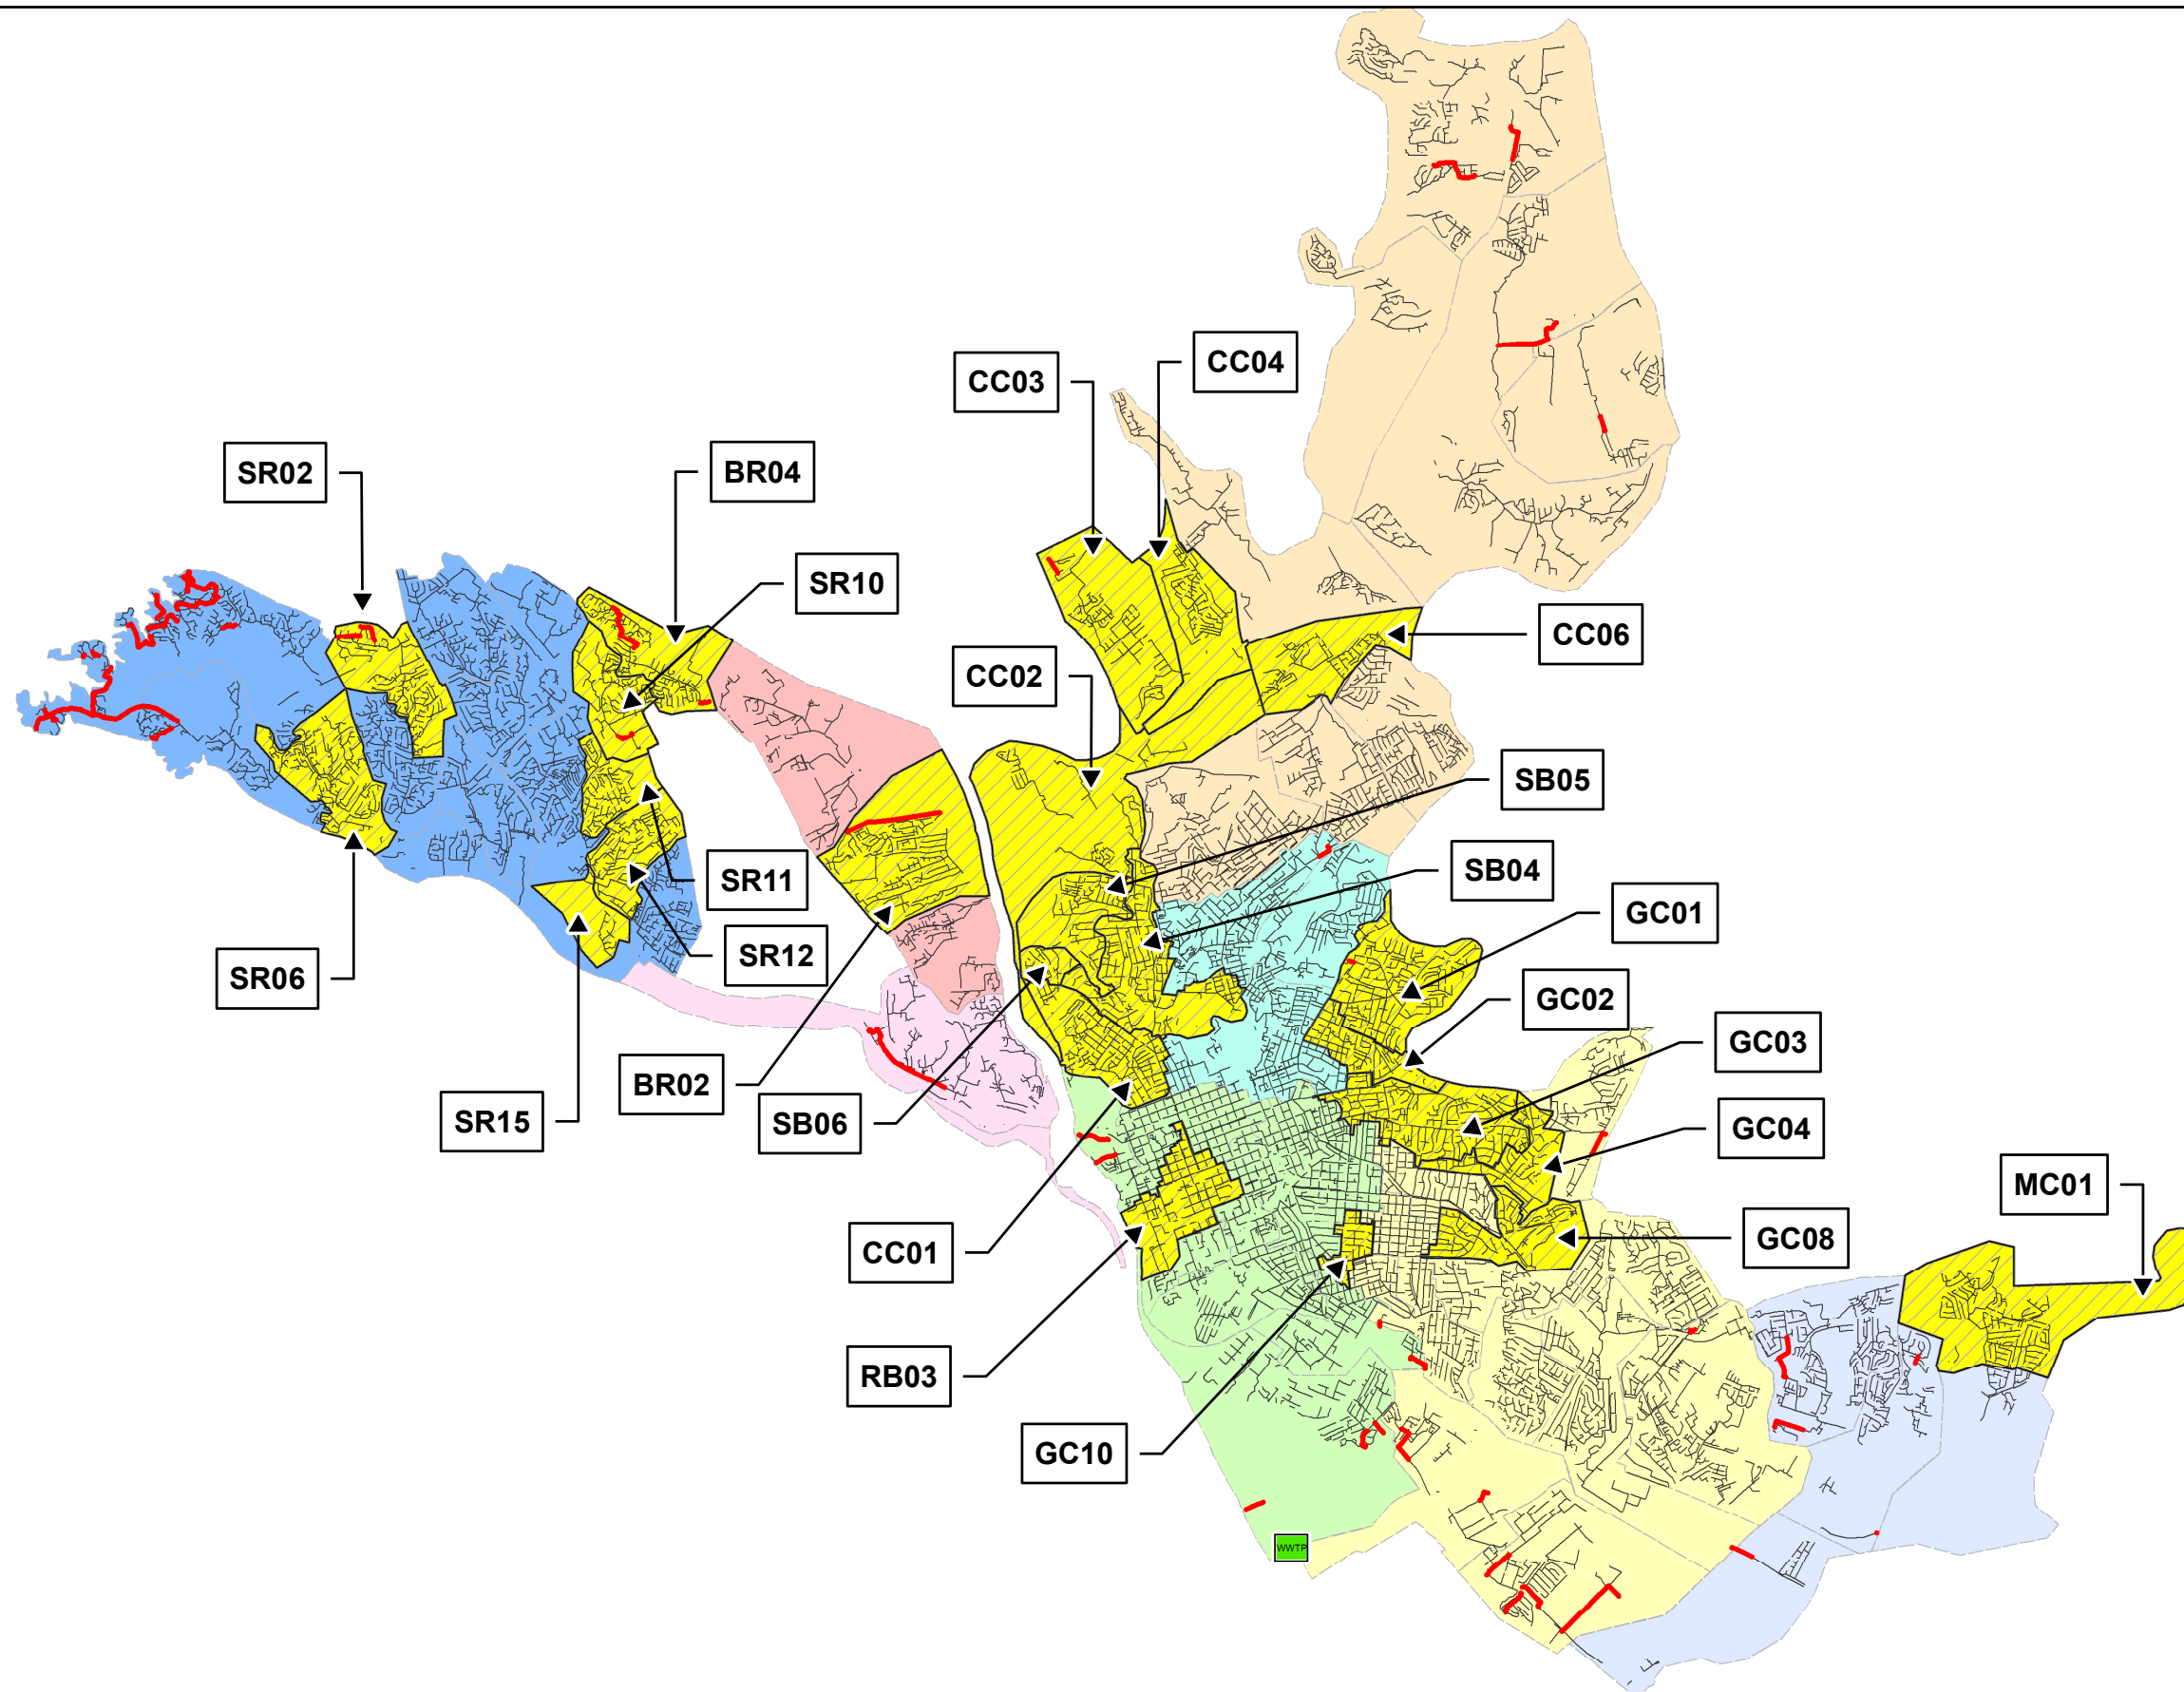 CC04
CC03
SR02
BR04
SR10
CC06
CC02
SB05
SB04
SR11
GC01
SR12
SR06
GC02
GC03
BR02
SR15
SB06
GC04
MC01
CC01
GC08
RB03
GC10
WWTP